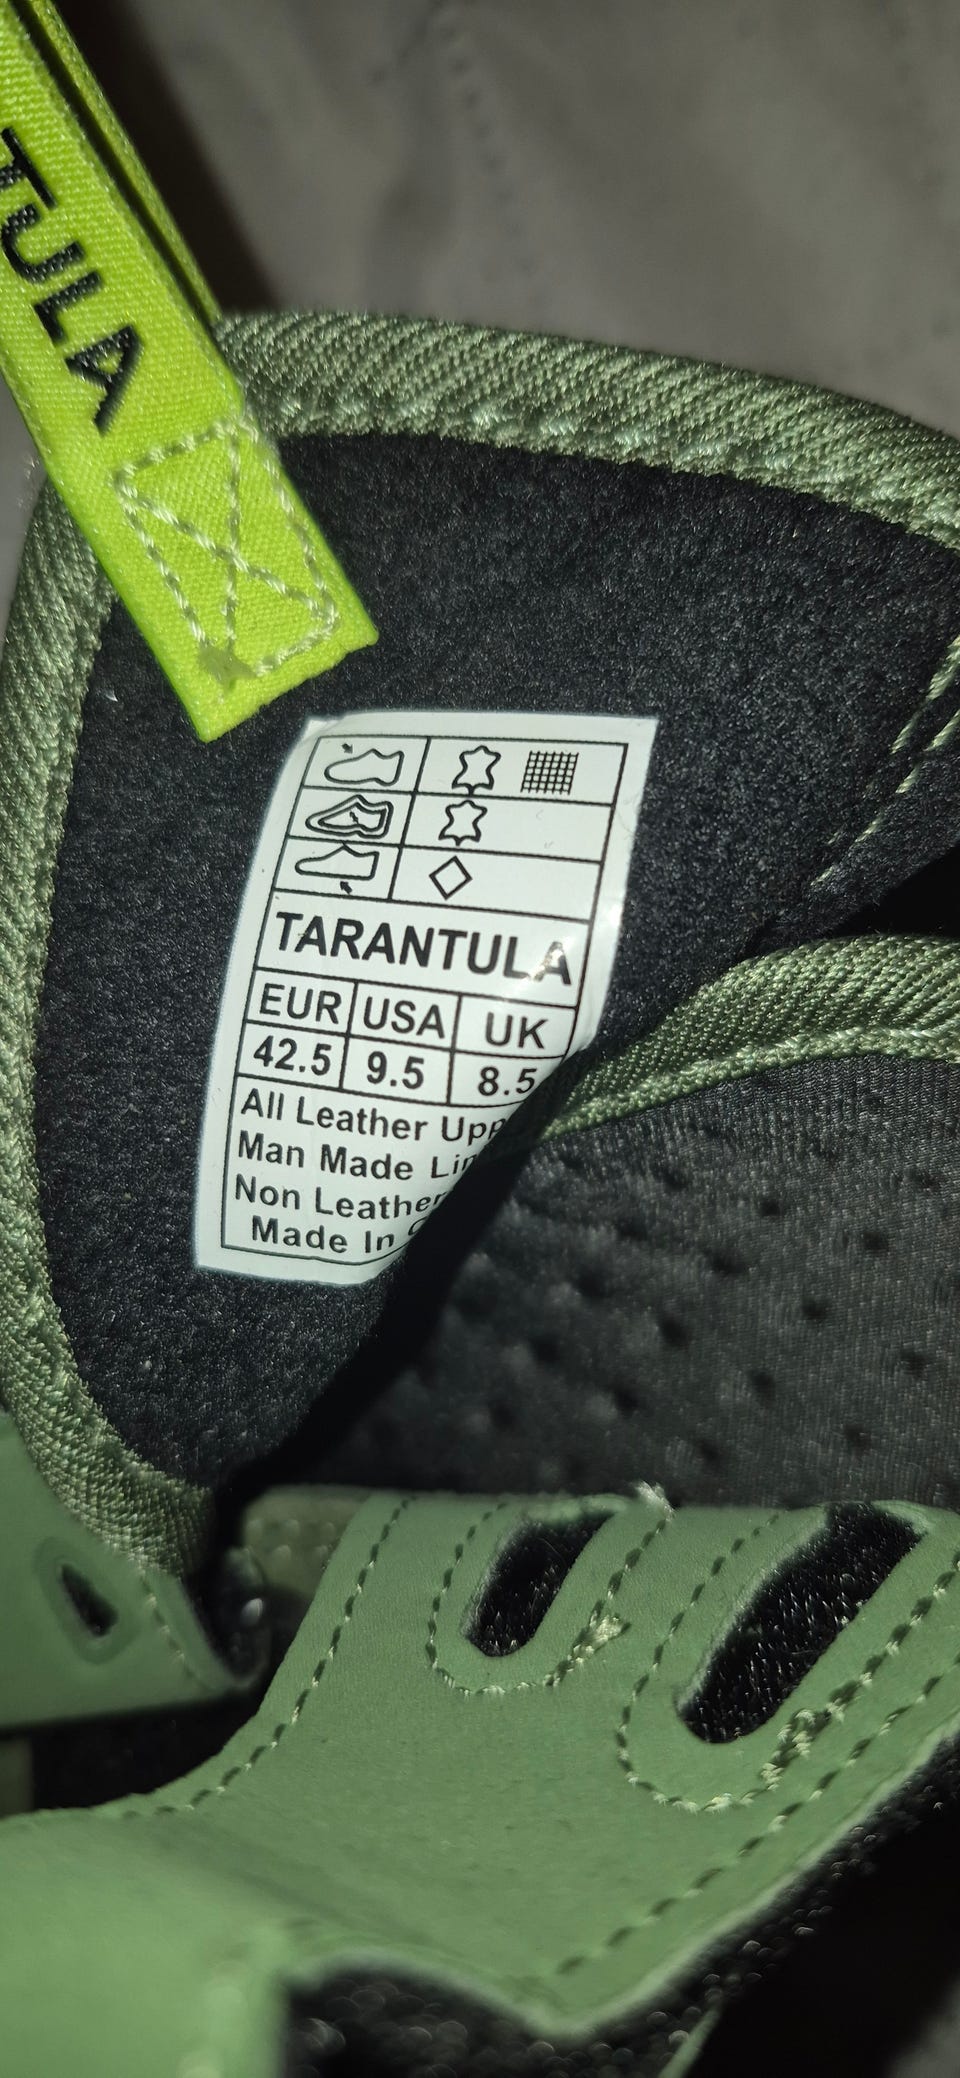 TULA
TARANTULA
EUR USA UK
42.5 9.5 8.5
All Leather
Man Made
Non Leather
Made In